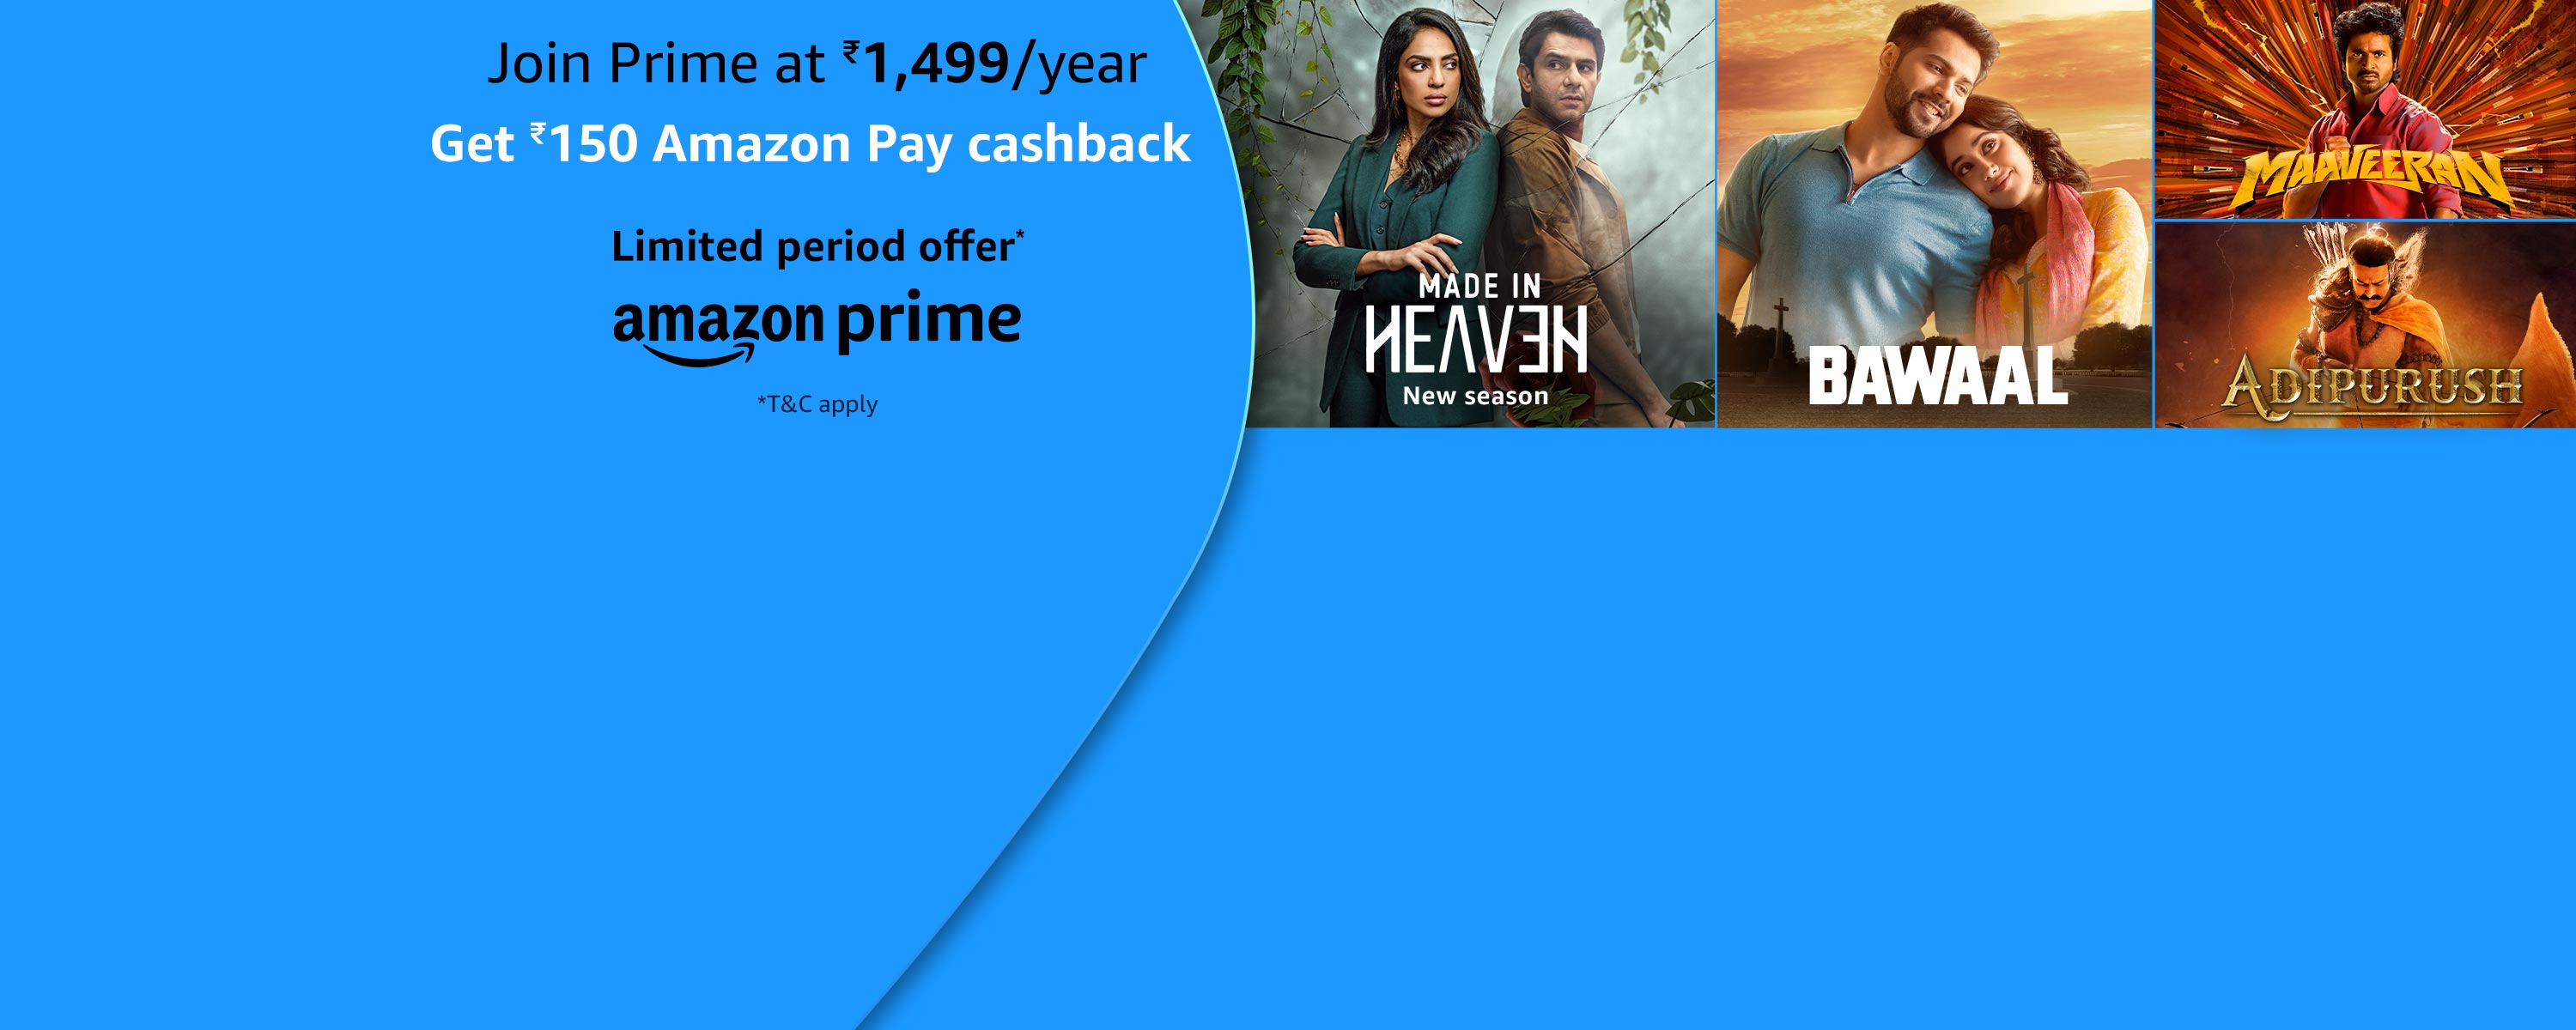 Join Prime at ₹1,499/year
Get ₹150 Amazon Pay cashback
Limited period offer*
amazon prime
*T&C apply
MADE IN
HEAVEN
New season
BAWAAL
MAAVEERAN
ADIPURUSH